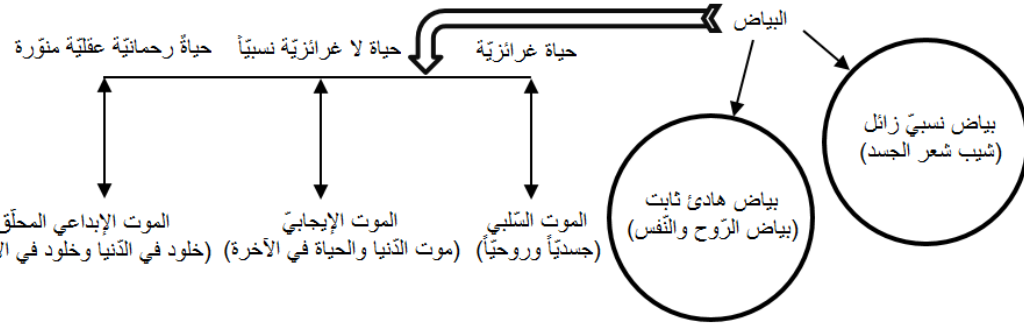 البياض
حياة غرائزيّة
حياة لا غرائزيّة نسبيّاً
حياةٌ رحمانيّة عقليّة منوّرة
بياض نسبيّ زائل
(شيب شعر الجسد)
بياض هادئ ثابت
(بياض الرّوح والنّفس)
الموت السّلبي
(جسديّاً وروحيّاً)
الموت الإيجابيّ
(موت الدّنيا والحياة في الآخرة)
الموت الإبداعي المحلّق
(خلود في الدّنيا وخلود في